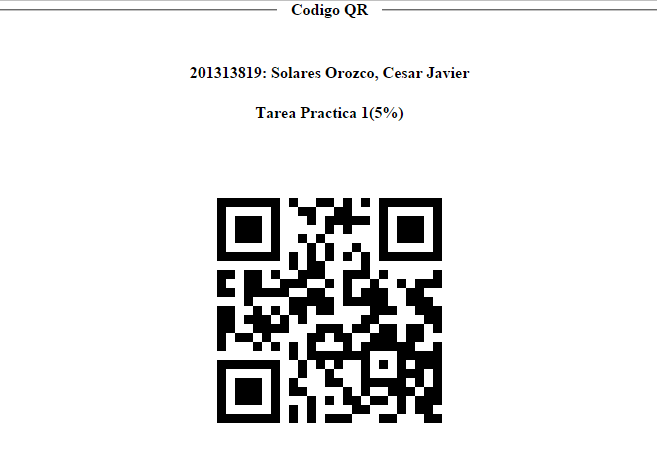 Codigo QR
201313819: Solares Orozco, Cesar Javier
Tarea Practica 1(5%)